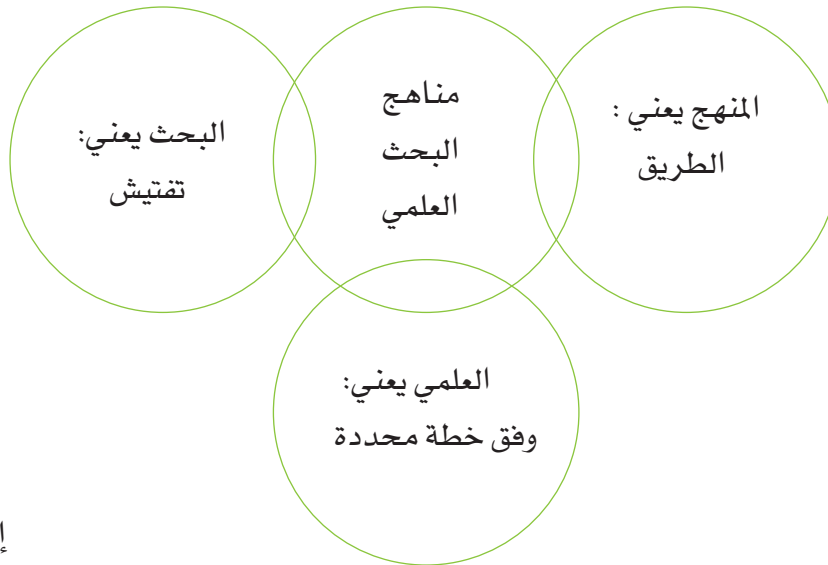 المنهج يعني :
الطريق
مناهج
البحث
العلمي
البحث يعني:
تفتيش
العلمي يعني:
وفق خطة محددة